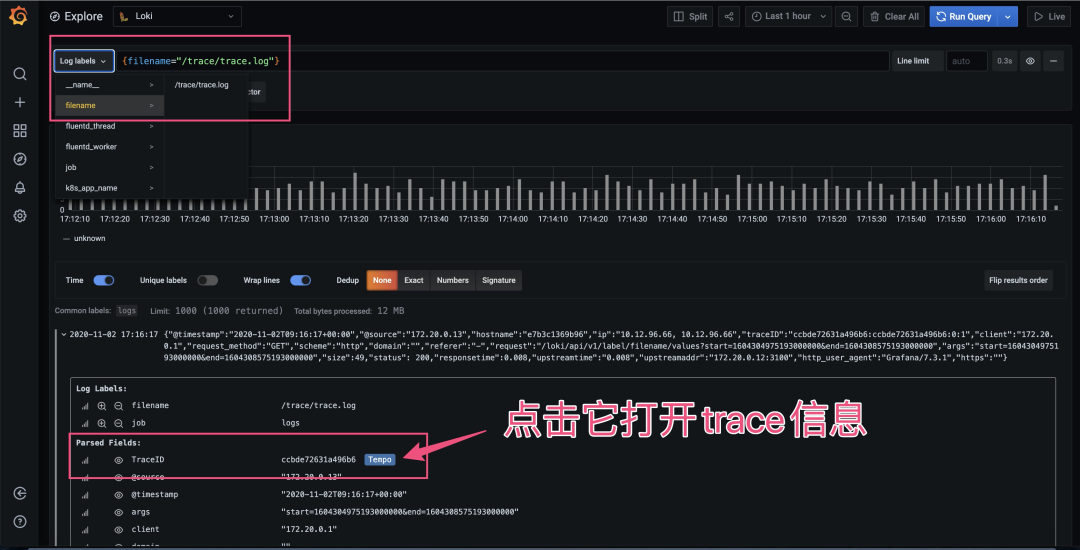 Explore
Loki
Split
Last 1 hour
Clear All
Run Query
Live
Log labels
{filename="/trace/trace.log"}
Line limit
auto
0.3s
__name__ >
/trace/trace.log
filename >
fluentd_thread >
fluentd_worker >
job >
k8s_app_name >
0
17:12:10 17:12:20 17:12:30 17:12:40 17:12:50 17:13:00 17:13:10 17:13:20 17:13:30 17:13:40 17:13:50 17:14:00 17:14:10 17:14:20 17:14:30 17:14:40 17:14:50 17:15:00 17:15:10 17:15:20 17:15:30 17:15:40 17:15:50 17:16:00 17:16:10
unknown
Time
Unique labels
Wrap lines
Dedup
None
Exact
Numbers
Signature
Flip results order
Common labels: logs Limit: 1000 (1000 returned) Total bytes processed: 12 MB
2020-11-02 17:16:17 {"@timestamp":"2020-11-02T09:16:17+00:00","@source":"172.20.0.13","hostname":"e7b3c1369b96","ip":"10.12.96.66, 10.12.96.66","traceID":"ccbde72631a496b6:ccbde72631a496b6:0:1","client":"172.20.
0.1","request_method":"GET","scheme":"http","domain":"","referer":"-","request":"/loki/api/v1/label/filename/values?start=1604304975193000000&end=1604308575193000000","args":"start=16043049751
93000000&end=1604308575193000000","size":49,"status": 200,"responsetime":0.008,"upstreamtime":"0.008","upstreamaddr":"172.20.0.12:3100","http_user_agent":"Grafana/7.3.1","https":""}
Log Labels:
filename /trace/trace.log
job logs
点击它打开trace信息
Parsed Fields:
TraceID ccbde72631a496b6 Tempo
@source "172.20.0.13"
@timestamp "2020-11-02T09:16:17+00:00"
args "start=1604304975193000000&end=1604308575193000000"
client "172.20.0.1"